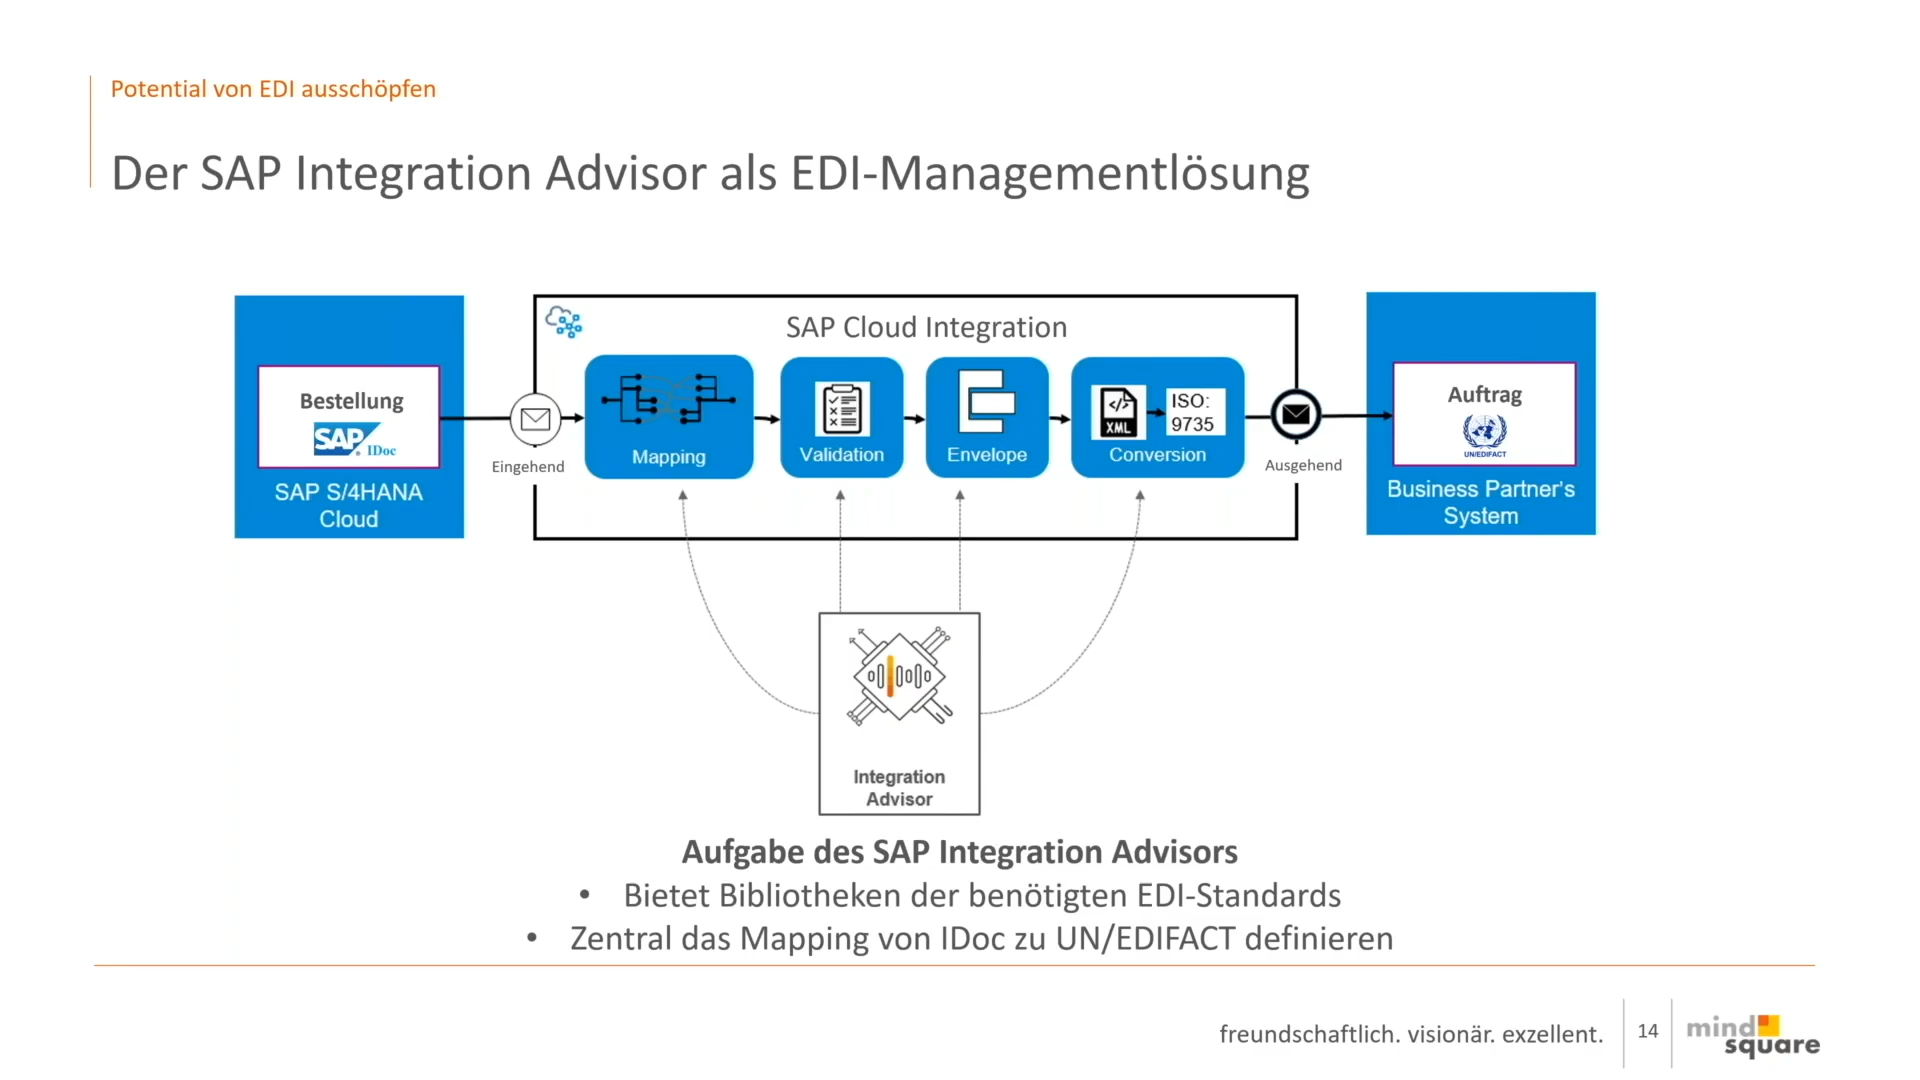 Potential von EDI ausschöpfen
Der SAP Integration Advisor als EDI-Managementlösung
SAP Cloud Integration
Bestellung
SAP IDoc
SAP S/4HANA
Cloud
Eingehend
Mapping
Validation
Envelope
XML
ISO:
9735
Conversion
Ausgehend
Auftrag
UN/EDIFACT
Business Partner's
System
Integration
Advisor
Aufgabe des SAP Integration Advisors
• Bietet Bibliotheken der benötigten EDI-Standards
• Zentral das Mapping von IDoc zu UN/EDIFACT definieren
freundschaftlich. visionär. exzellent.
14
mind
square